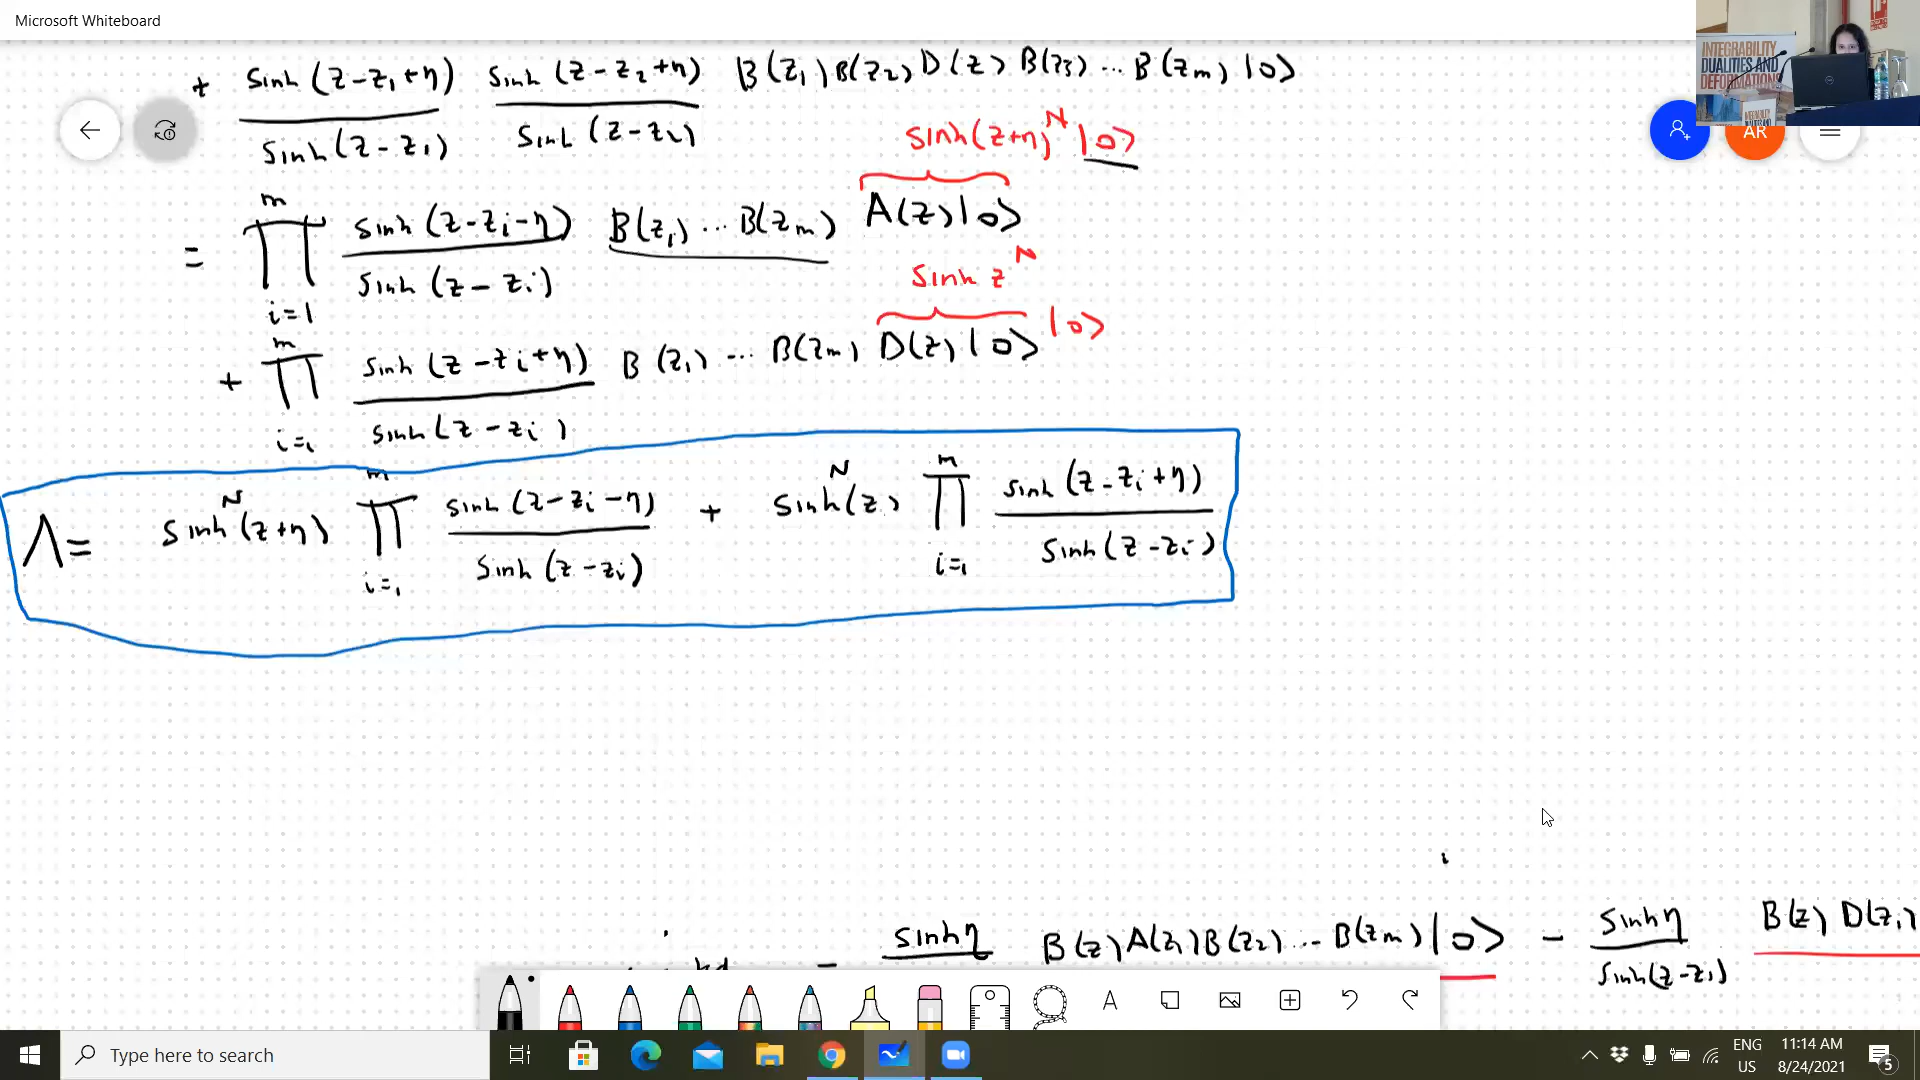 Microsoft Whiteboard
INTEGRABILITY
DUALITIES AND
DEFORMATIONS
+ sinh(z-z₁+η)/sinh(z-z₁) sinh(z-z₂+η)/sinh(z-z₂) B(z₁)B(z₂)D(z)B(z₃)...B(zₘ)|0>
sinh(z+η)^N |0>
= ∏_{i=1}^{m} sinh(z-zᵢ-η)/sinh(z-zᵢ) B(z₁)...B(zₘ) A(z)|0>
sinh z^N
+ ∏_{i=1}^{m} sinh(z-zᵢ+η)/sinh(z-zᵢ) B(z₁)...B(zₘ) D(z)|0> |0>
Λ= sinh^N(z+η) ∏_{i=1}^{m} sinh(z-zᵢ-η)/sinh(z-zᵢ) + sinh^N(z) ∏_{i=1}^{m} sinh(z-zᵢ+η)/sinh(z-zᵢ)
= sinhη B(z)A(z₁)B(z₂)...B(zₘ)|0> - sinhη/sinh(z-z₁) B(z)D(z₁)
AR
A
Type here to search
ENG
US
11:14 AM
8/24/2021
5